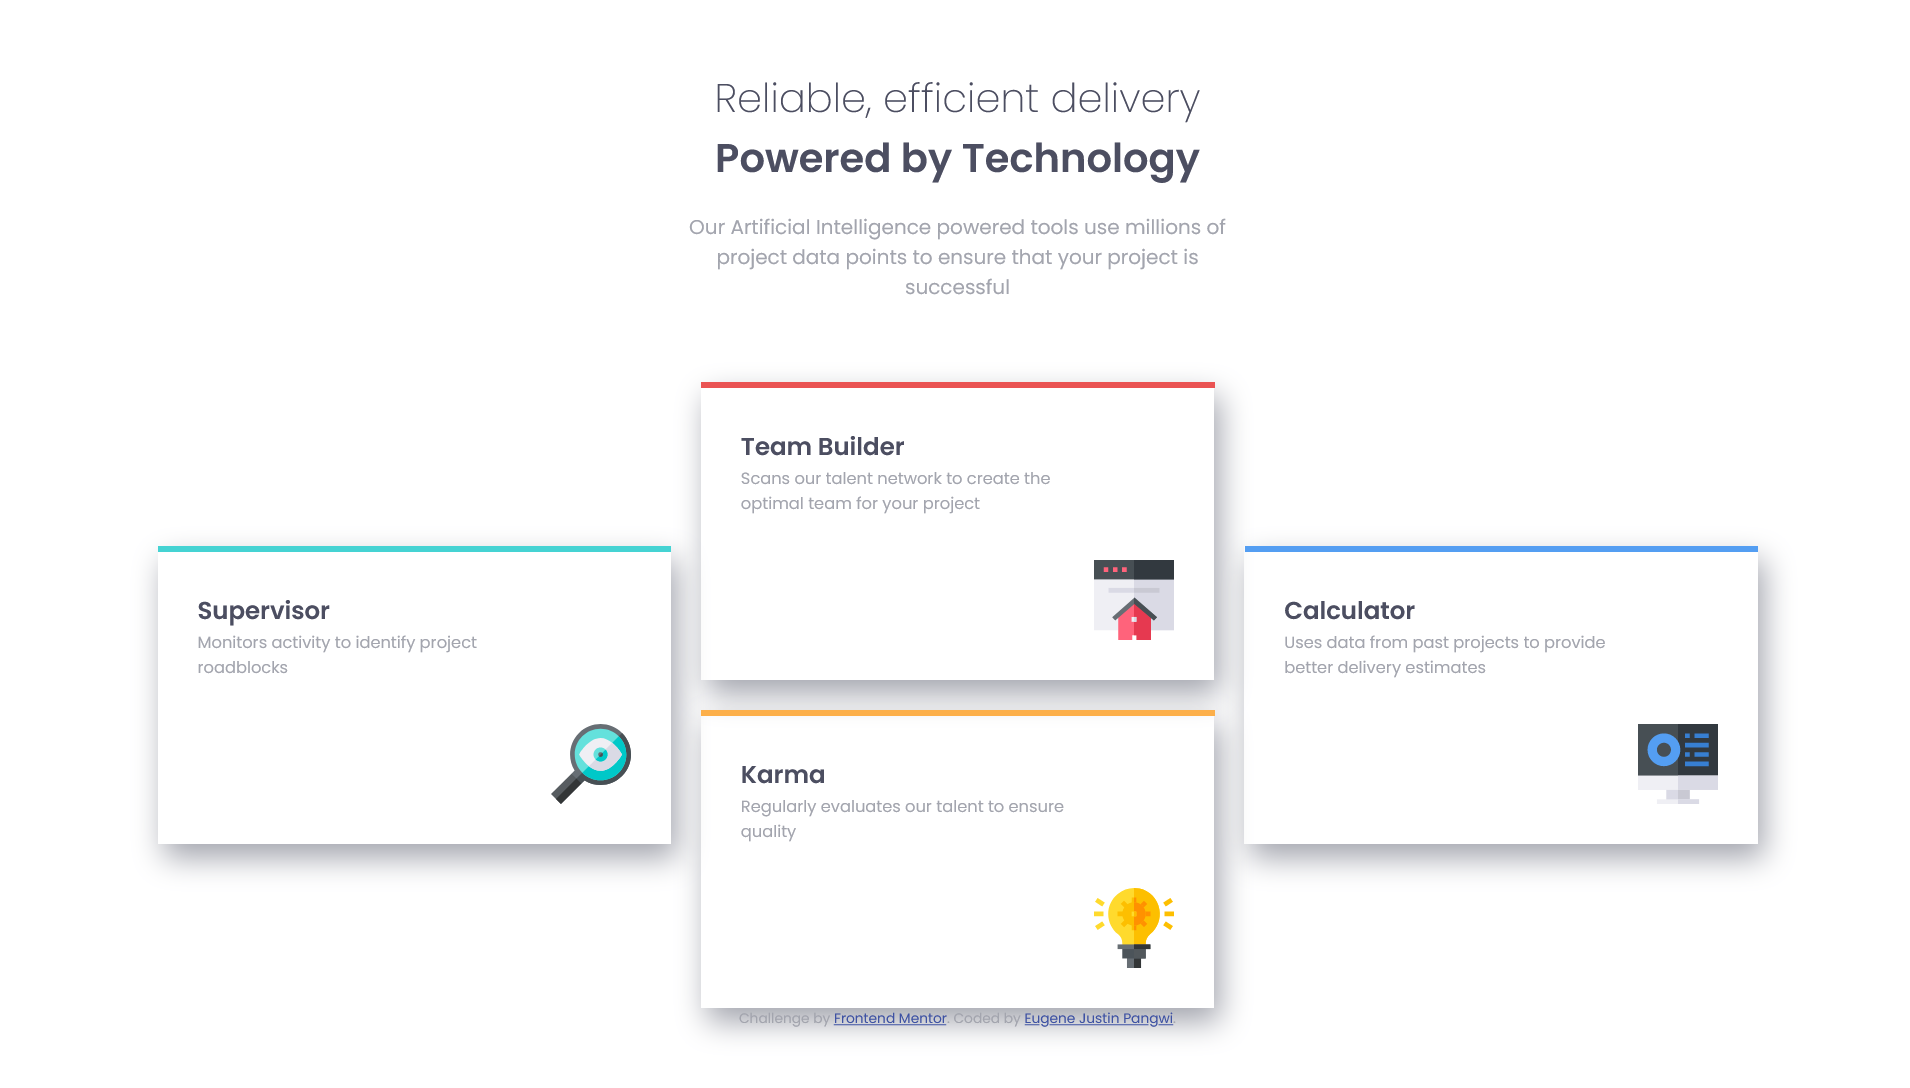 Reliable, efficient delivery
Powered by Technology
Our Artificial Intelligence powered tools use millions of
project data points to ensure that your project is
successful
Team Builder
Scans our talent network to create the
optimal team for your project
Supervisor
Monitors activity to identify project
roadblocks
Calculator
Uses data from past projects to provide
better delivery estimates
Karma
Regularly evaluates our talent to ensure
quality
Challenge by Frontend Mentor. Coded by Eugene Justin Pangwi.